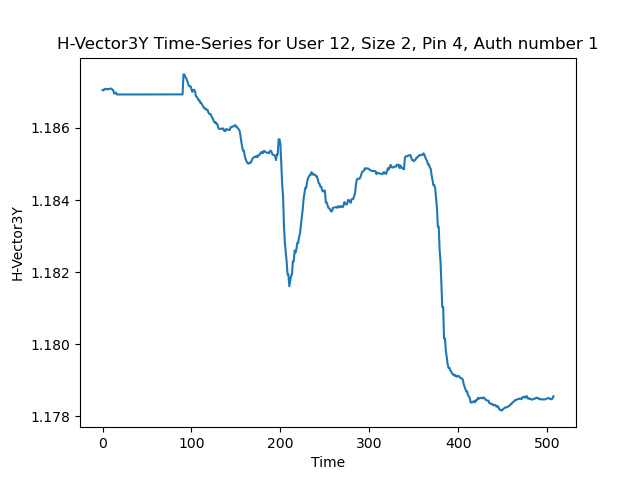 H-Vector3Y Time-Series for User 12, Size 2, Pin 4, Auth number 1
H-Vector3Y
1.186
1.184
1.182
1.180
1.178
0 100 200 300 400 500
Time